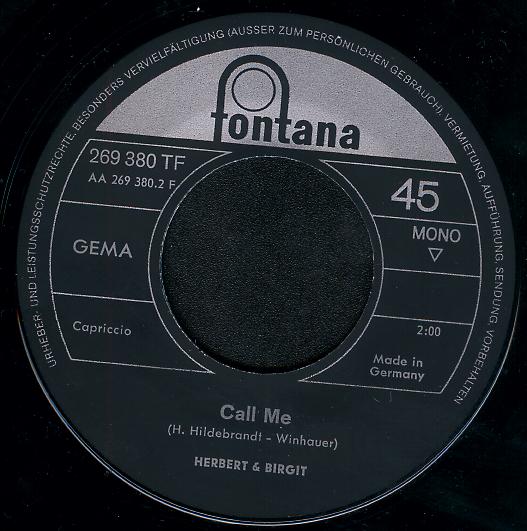 URHEBER- UND LEISTUNGSSCHUTZRECHTE, BESONDERS VERVIELFÄLTIGUNG (AUSSER ZUM PERSÖNLICHEN GEBRAUCH), VERMIETUNG, AUFFÜHRUNG, SENDUNG, VORBEHALTEN
fontana
269 380 TF
AA 269 380.2 F
45
MONO
GEMA
Capriccio
2:00
Made in
Germany
Call Me
(H. Hildebrandt - Winhauer)
HERBERT & BIRGIT